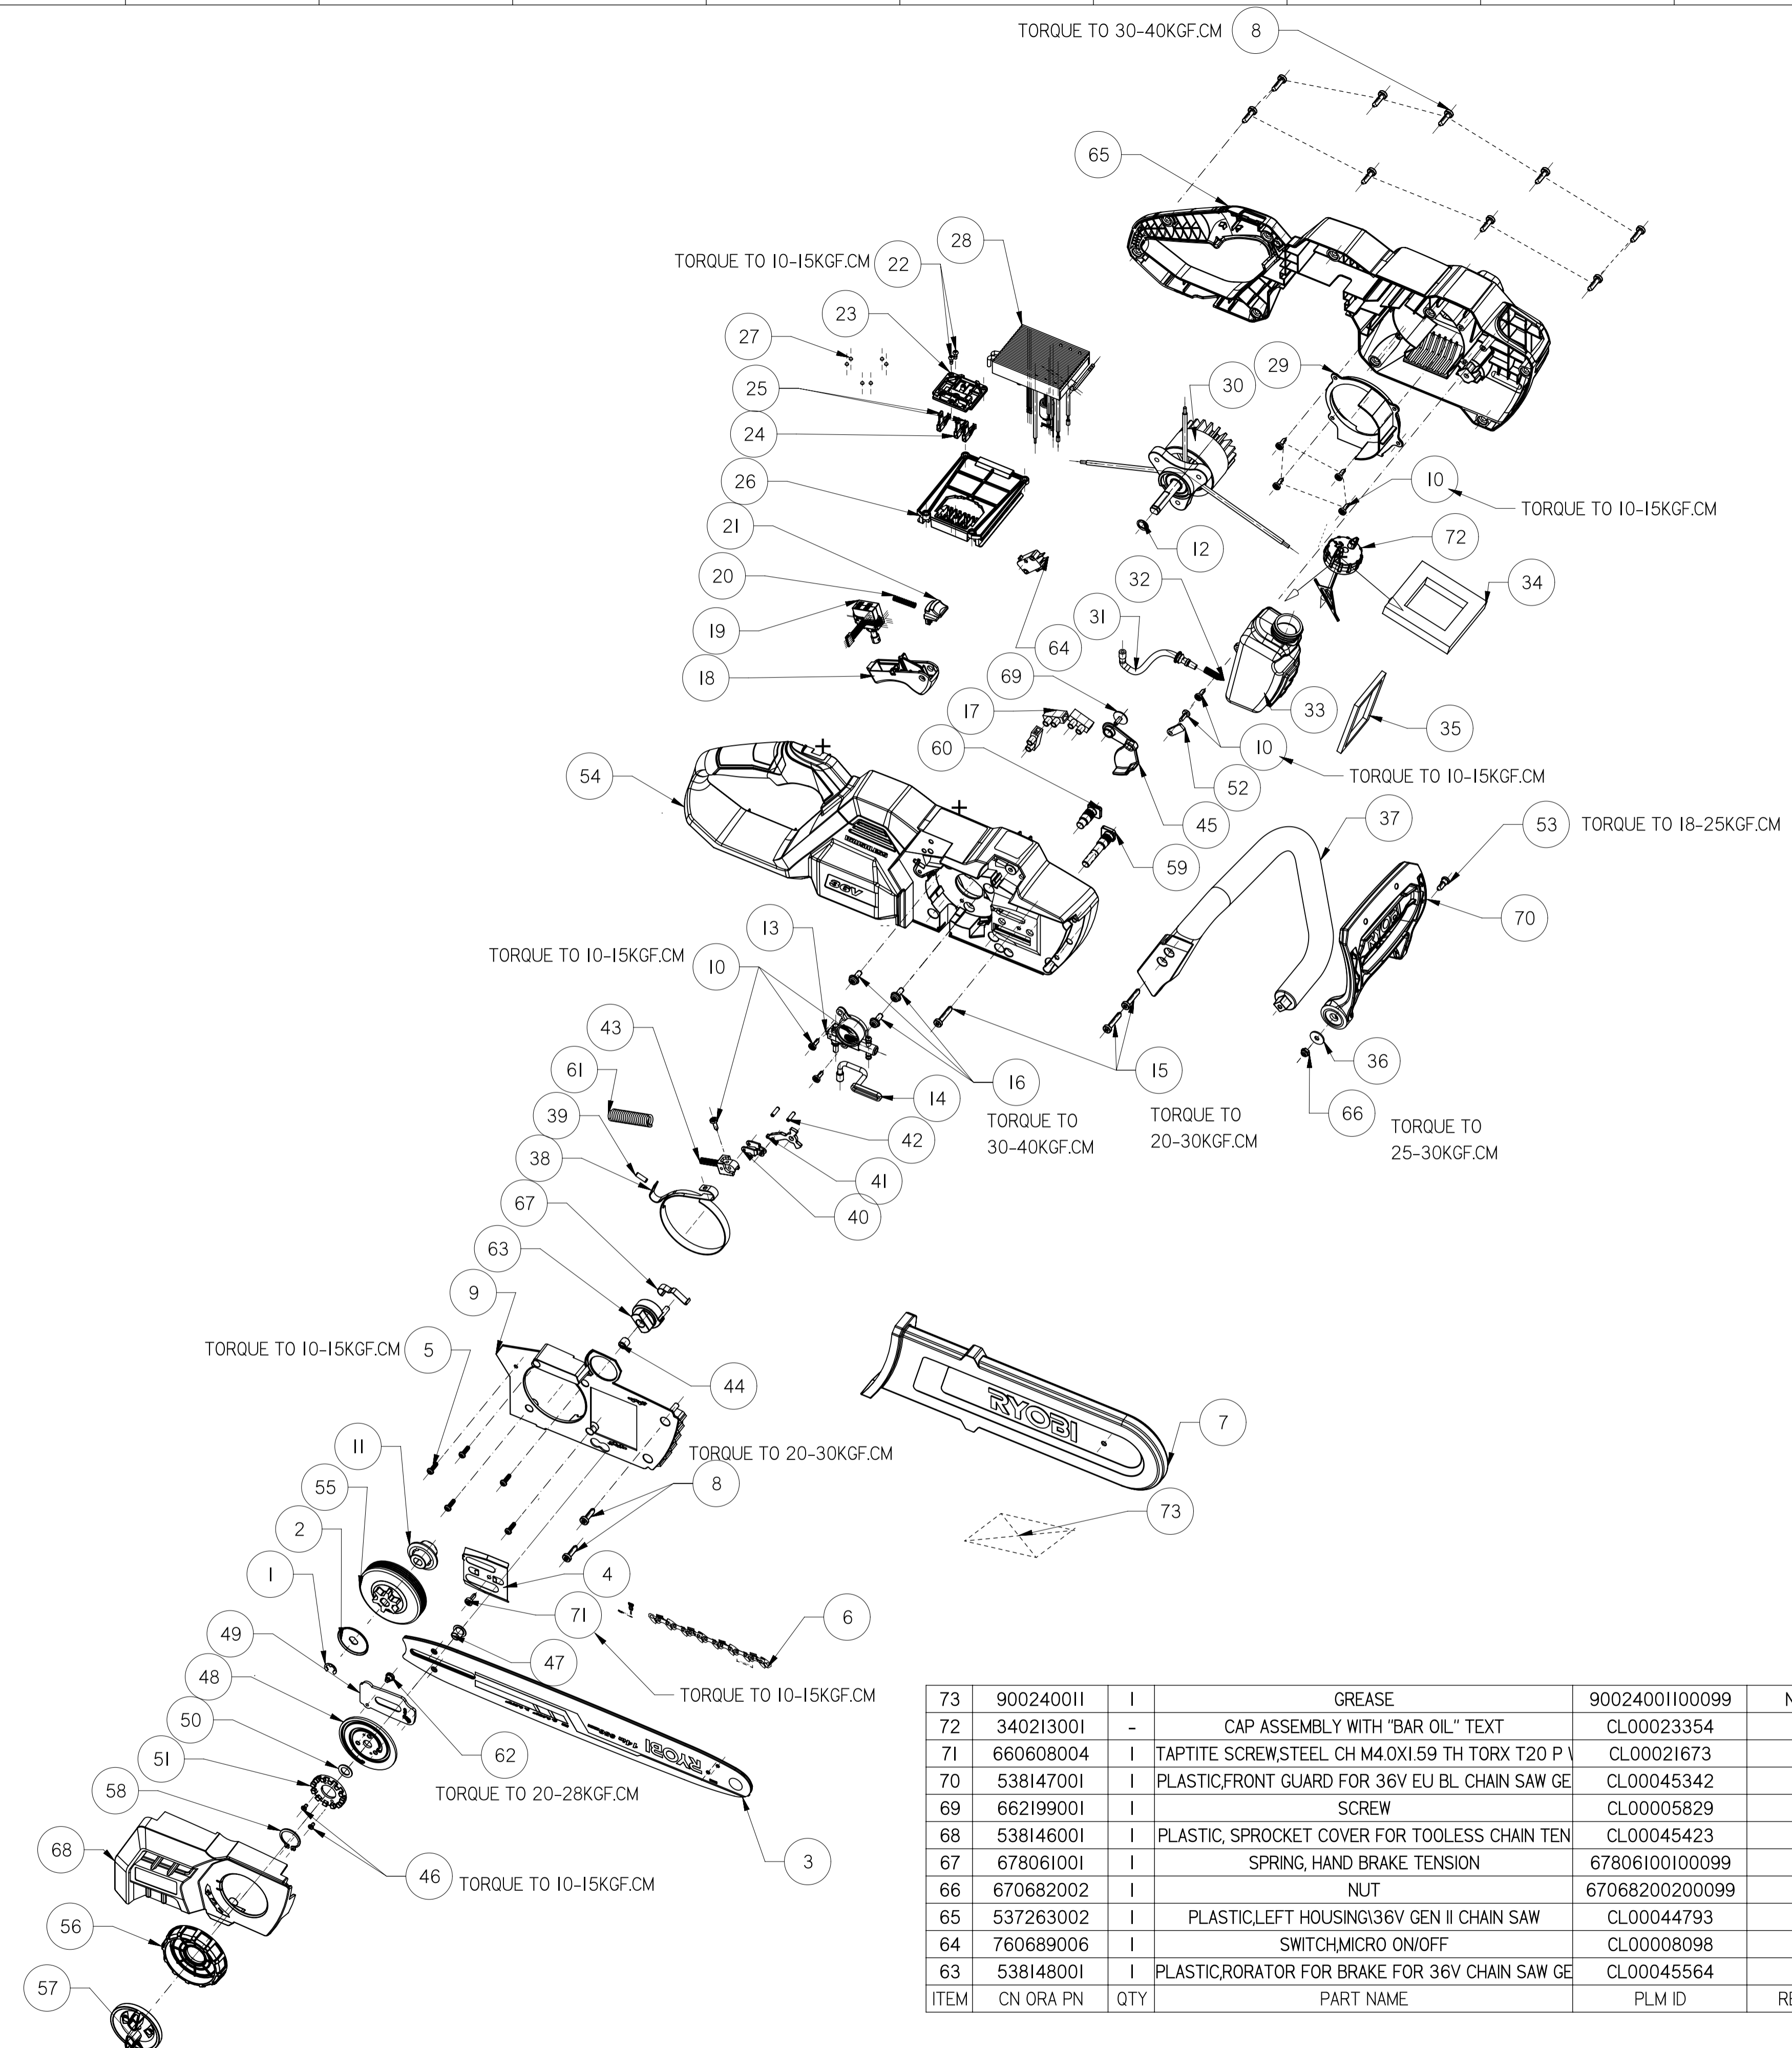 TORQUE TO 30-40KGF.CM 8
65
28
TORQUE TO 10-15KGF.CM 22
23
27
29
30
25
24
26
10
TORQUE TO 10-15KGF.CM
21
72
12
20
32
34
19
31
64
18
69
17
33
35
60
10
54
TORQUE TO 10-15KGF.CM
52
45
37
53 TORQUE TO 18-25KGF.CM
59
BRUSHLESS
36V
RYOBI
70
13
TORQUE TO 10-15KGF.CM 10
43
61
16
15
36
39
14
TORQUE TO
30-40KGF.CM
TORQUE TO
20-30KGF.CM
66
TORQUE TO
25-30KGF.CM
42
38
41
67
40
63
9
TORQUE TO 10-15KGF.CM 5
44
RYOBI
7
11
TORQUE TO 20-30KGF.CM
8
55
73
2
1
4
71
6
49
47
48
TORQUE TO 10-15KGF.CM
RYOBI
50
62
51
TORQUE TO 20-28KGF.CM
58
68
3
46 TORQUE TO 10-15KGF.CM
56
57
73 900240011 1 GREASE 90024001100099
72 340213001 - CAP ASSEMBLY WITH "BAR OIL" TEXT CL00023354
71 660608004 1 TAPTITE SCREW,STEEL CH M4.0X1.59 TH TORX T20 P CL00021673
70 538147001 1 PLASTIC,FRONT GUARD FOR 36V EU BL CHAIN SAW GE CL00045342
69 662199001 1 SCREW CL00005829
68 538146001 1 PLASTIC, SPROCKET COVER FOR TOOLESS CHAIN TEN CL00045423
67 678061001 1 SPRING, HAND BRAKE TENSION 67806100100099
66 670682002 1 NUT 67068200200099
65 537263002 1 PLASTIC,LEFT HOUSING\36V GEN II CHAIN SAW CL00044793
64 760689006 1 SWITCH,MICRO ON/OFF CL00008098
63 538148001 1 PLASTIC,RORATOR FOR BRAKE FOR 36V CHAIN SAW GE CL00045564
ITEM CN ORA PN QTY PART NAME PLM ID